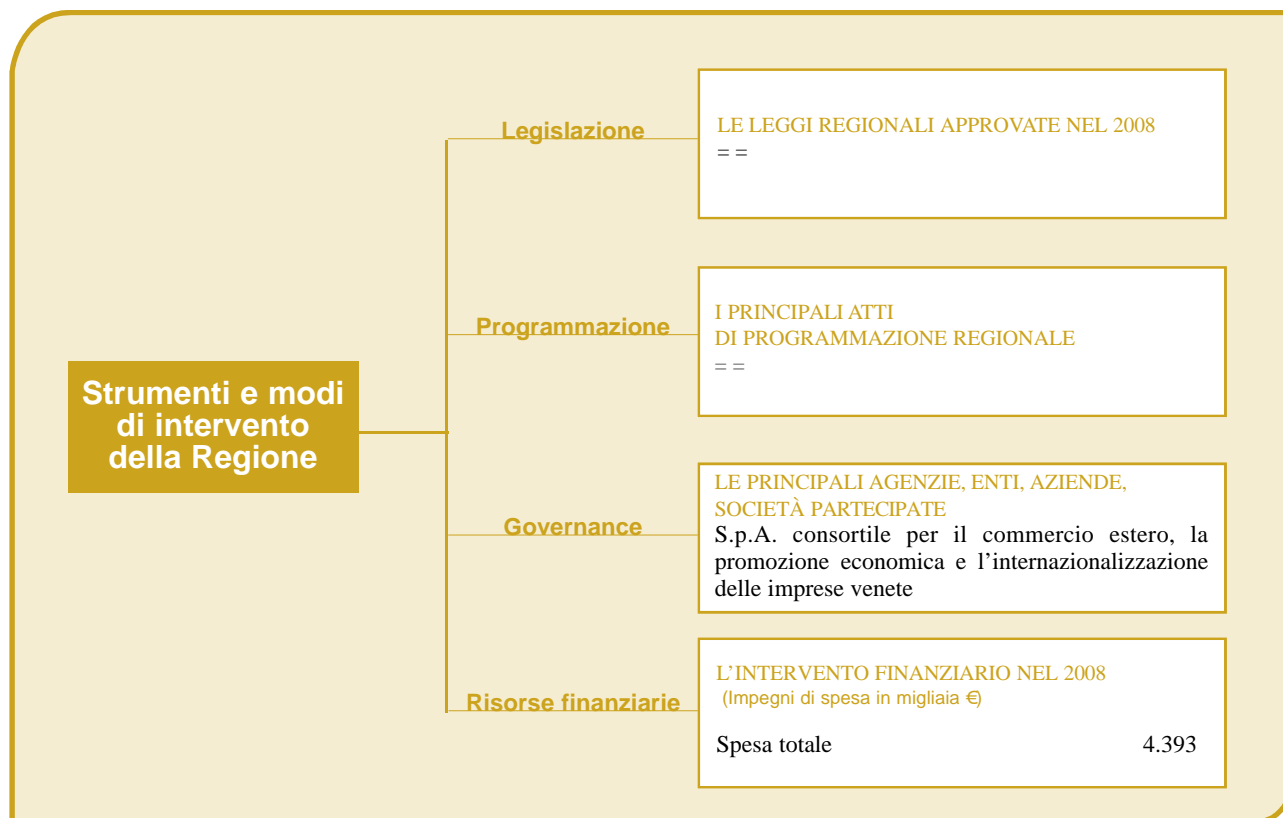 Strumenti e modi
di intervento
della Regione
Legislazione
LE LEGGI REGIONALI APPROVATE NEL 2008
= =
Programmazione
I PRINCIPALI ATTI
DI PROGRAMMAZIONE REGIONALE
= =
Governance
LE PRINCIPALI AGENZIE, ENTI, AZIENDE,
SOCIETÀ PARTECIPATE
S.p.A. consortile per il commercio estero, la
promozione economica e l’internazionalizzazione
delle imprese venete
Risorse finanziarie
L’INTERVENTO FINANZIARIO NEL 2008
(Impegni di spesa in migliaia €)
Spesa totale 4.393